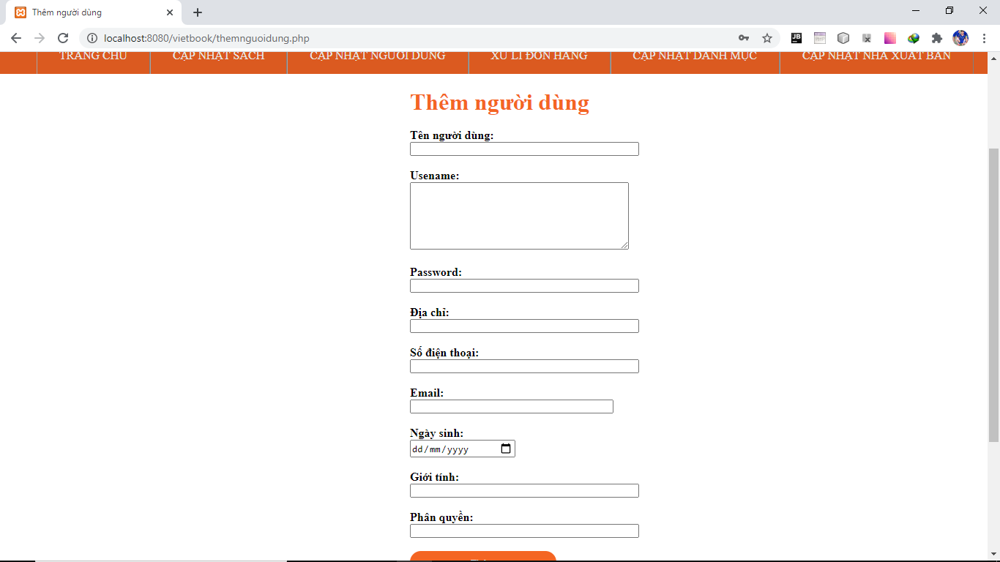 Thêm người dùng
localhost:8080/vietbook/themnguoidung.php
TRANG CHỦ CẬP NHẬT SÁCH CẬP NHẬT NGƯỜI DÙNG XỬ LÍ ĐƠN HÀNG CẬP NHẬT DANH MỤC CẬP NHẬT NHÀ XUẤT BẢN
Thêm người dùng
Tên người dùng:
Usename:
Password:
Địa chỉ:
Số điện thoại:
Email:
Ngày sinh:
dd/mm/yyyy
Giới tính:
Phân quyền: